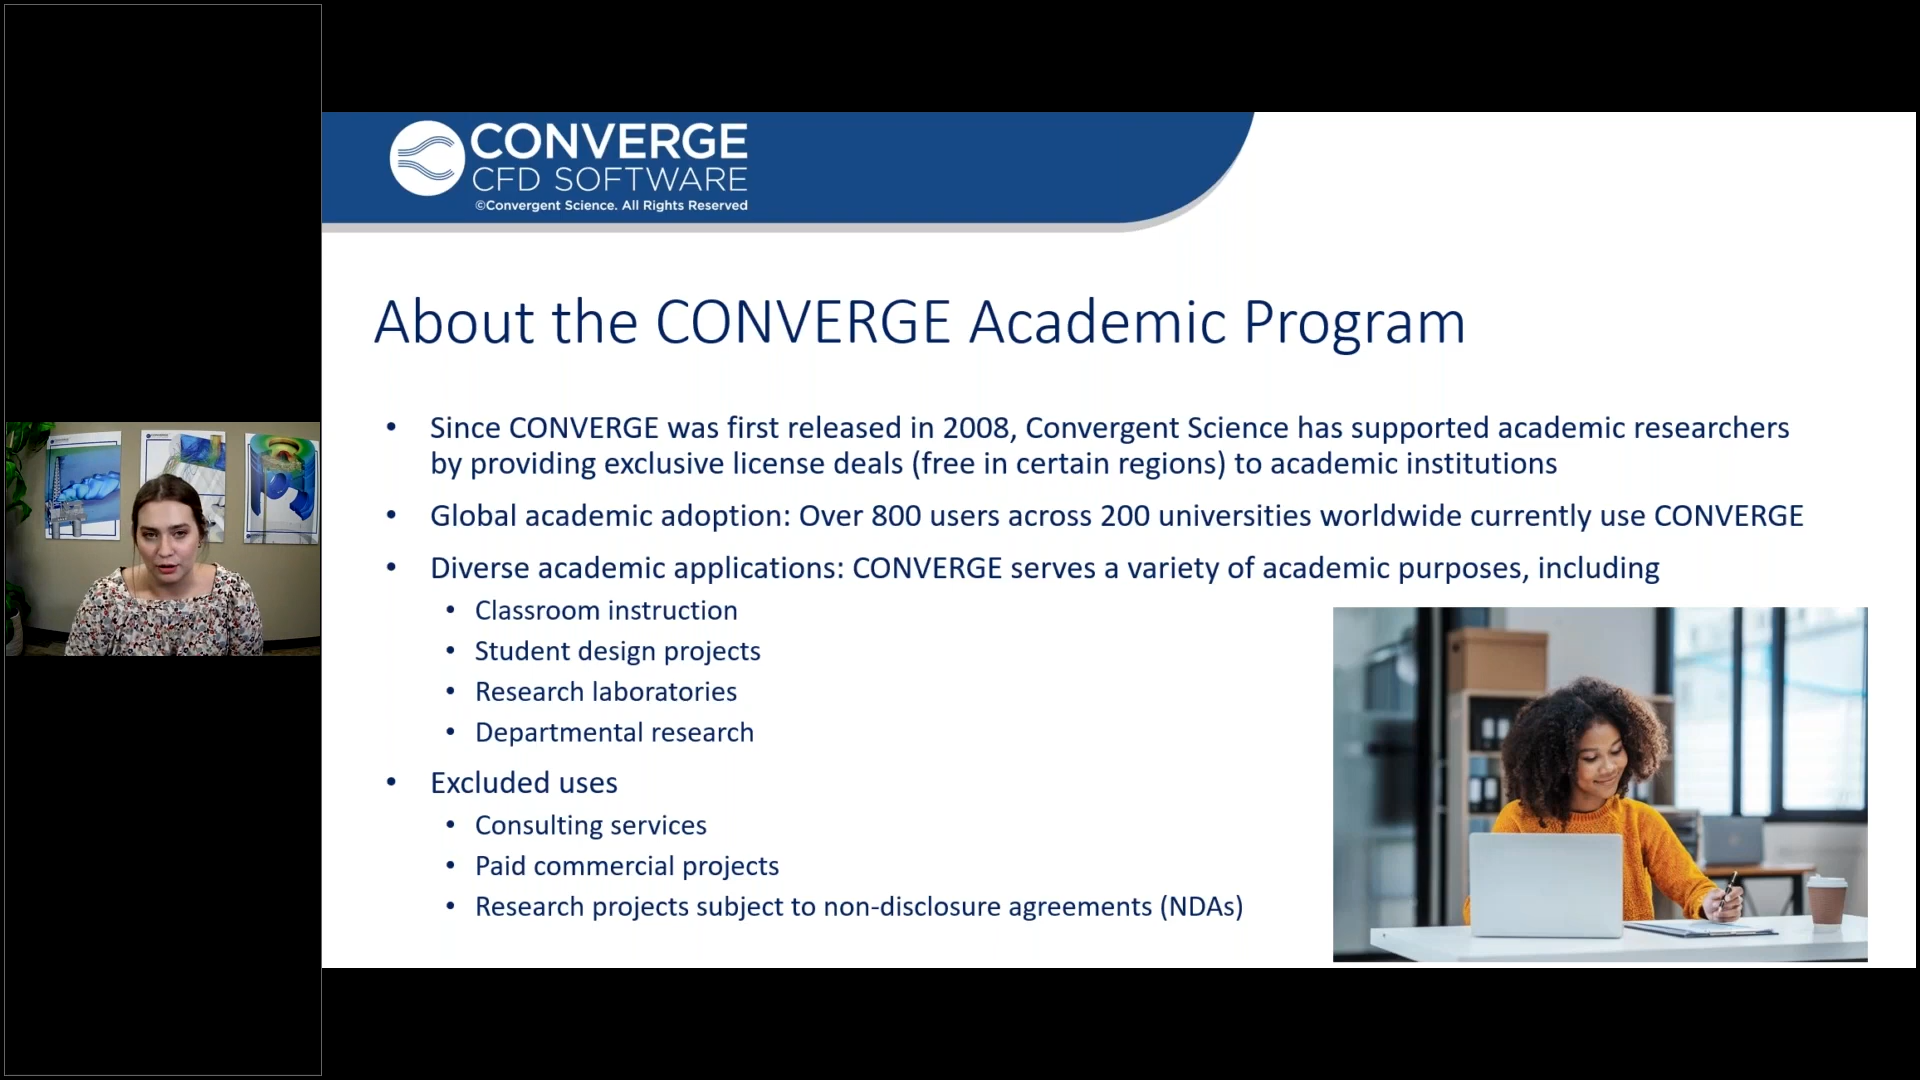 CONVERGE
CFD SOFTWARE
©Convergent Science. All Rights Reserved
About the CONVERGE Academic Program
• Since CONVERGE was first released in 2008, Convergent Science has supported academic researchers
by providing exclusive license deals (free in certain regions) to academic institutions
• Global academic adoption: Over 800 users across 200 universities worldwide currently use CONVERGE
• Diverse academic applications: CONVERGE serves a variety of academic purposes, including
• Classroom instruction
• Student design projects
• Research laboratories
• Departmental research
• Excluded uses
• Consulting services
• Paid commercial projects
• Research projects subject to non-disclosure agreements (NDAs)